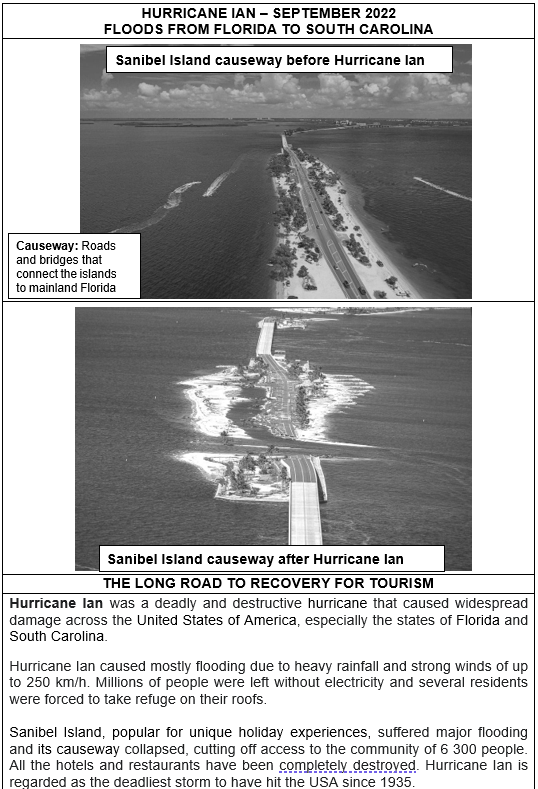 HURRICANE IAN – SEPTEMBER 2022
FLOODS FROM FLORIDA TO SOUTH CAROLINA
Sanibel Island causeway before Hurricane Ian
Causeway: Roads
and bridges that
connect the islands
to mainland Florida
Sanibel Island causeway after Hurricane Ian
THE LONG ROAD TO RECOVERY FOR TOURISM
Hurricane Ian was a deadly and destructive hurricane that caused widespread
damage across the United States of America, especially the states of Florida and
South Carolina.
Hurricane Ian caused mostly flooding due to heavy rainfall and strong winds of up
to 250 km/h. Millions of people were left without electricity and several residents
were forced to take refuge on their roofs.
Sanibel Island, popular for unique holiday experiences, suffered major flooding
and its causeway collapsed, cutting off access to the community of 6 300 people.
All the hotels and restaurants have been completely destroyed. Hurricane Ian is
regarded as the deadliest storm to have hit the USA since 1935.